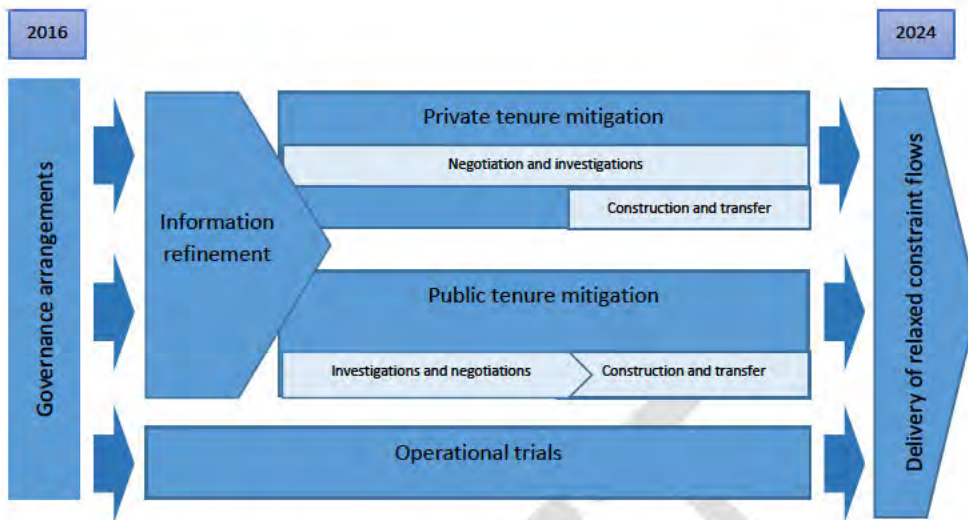 2016
2024
Governance arrangements
Information
refinement
Private tenure mitigation
Negotiation and investigations
Construction and transfer
Public tenure mitigation
Investigations and negotiations
Construction and transfer
Operational trials
Delivery of relaxed constraint flows